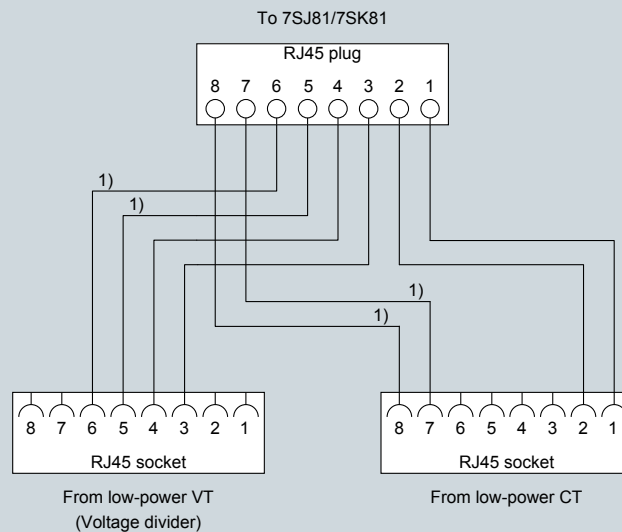 To 7SJ81/7SK81
RJ45 plug
8 7 6 5 4 3 2 1
1)
1)
1)
1)
8 7 6 5 4 3 2 1
8 7 6 5 4 3 2 1
RJ45 socket
RJ45 socket
From low-power VT
(Voltage divider)
From low-power CT